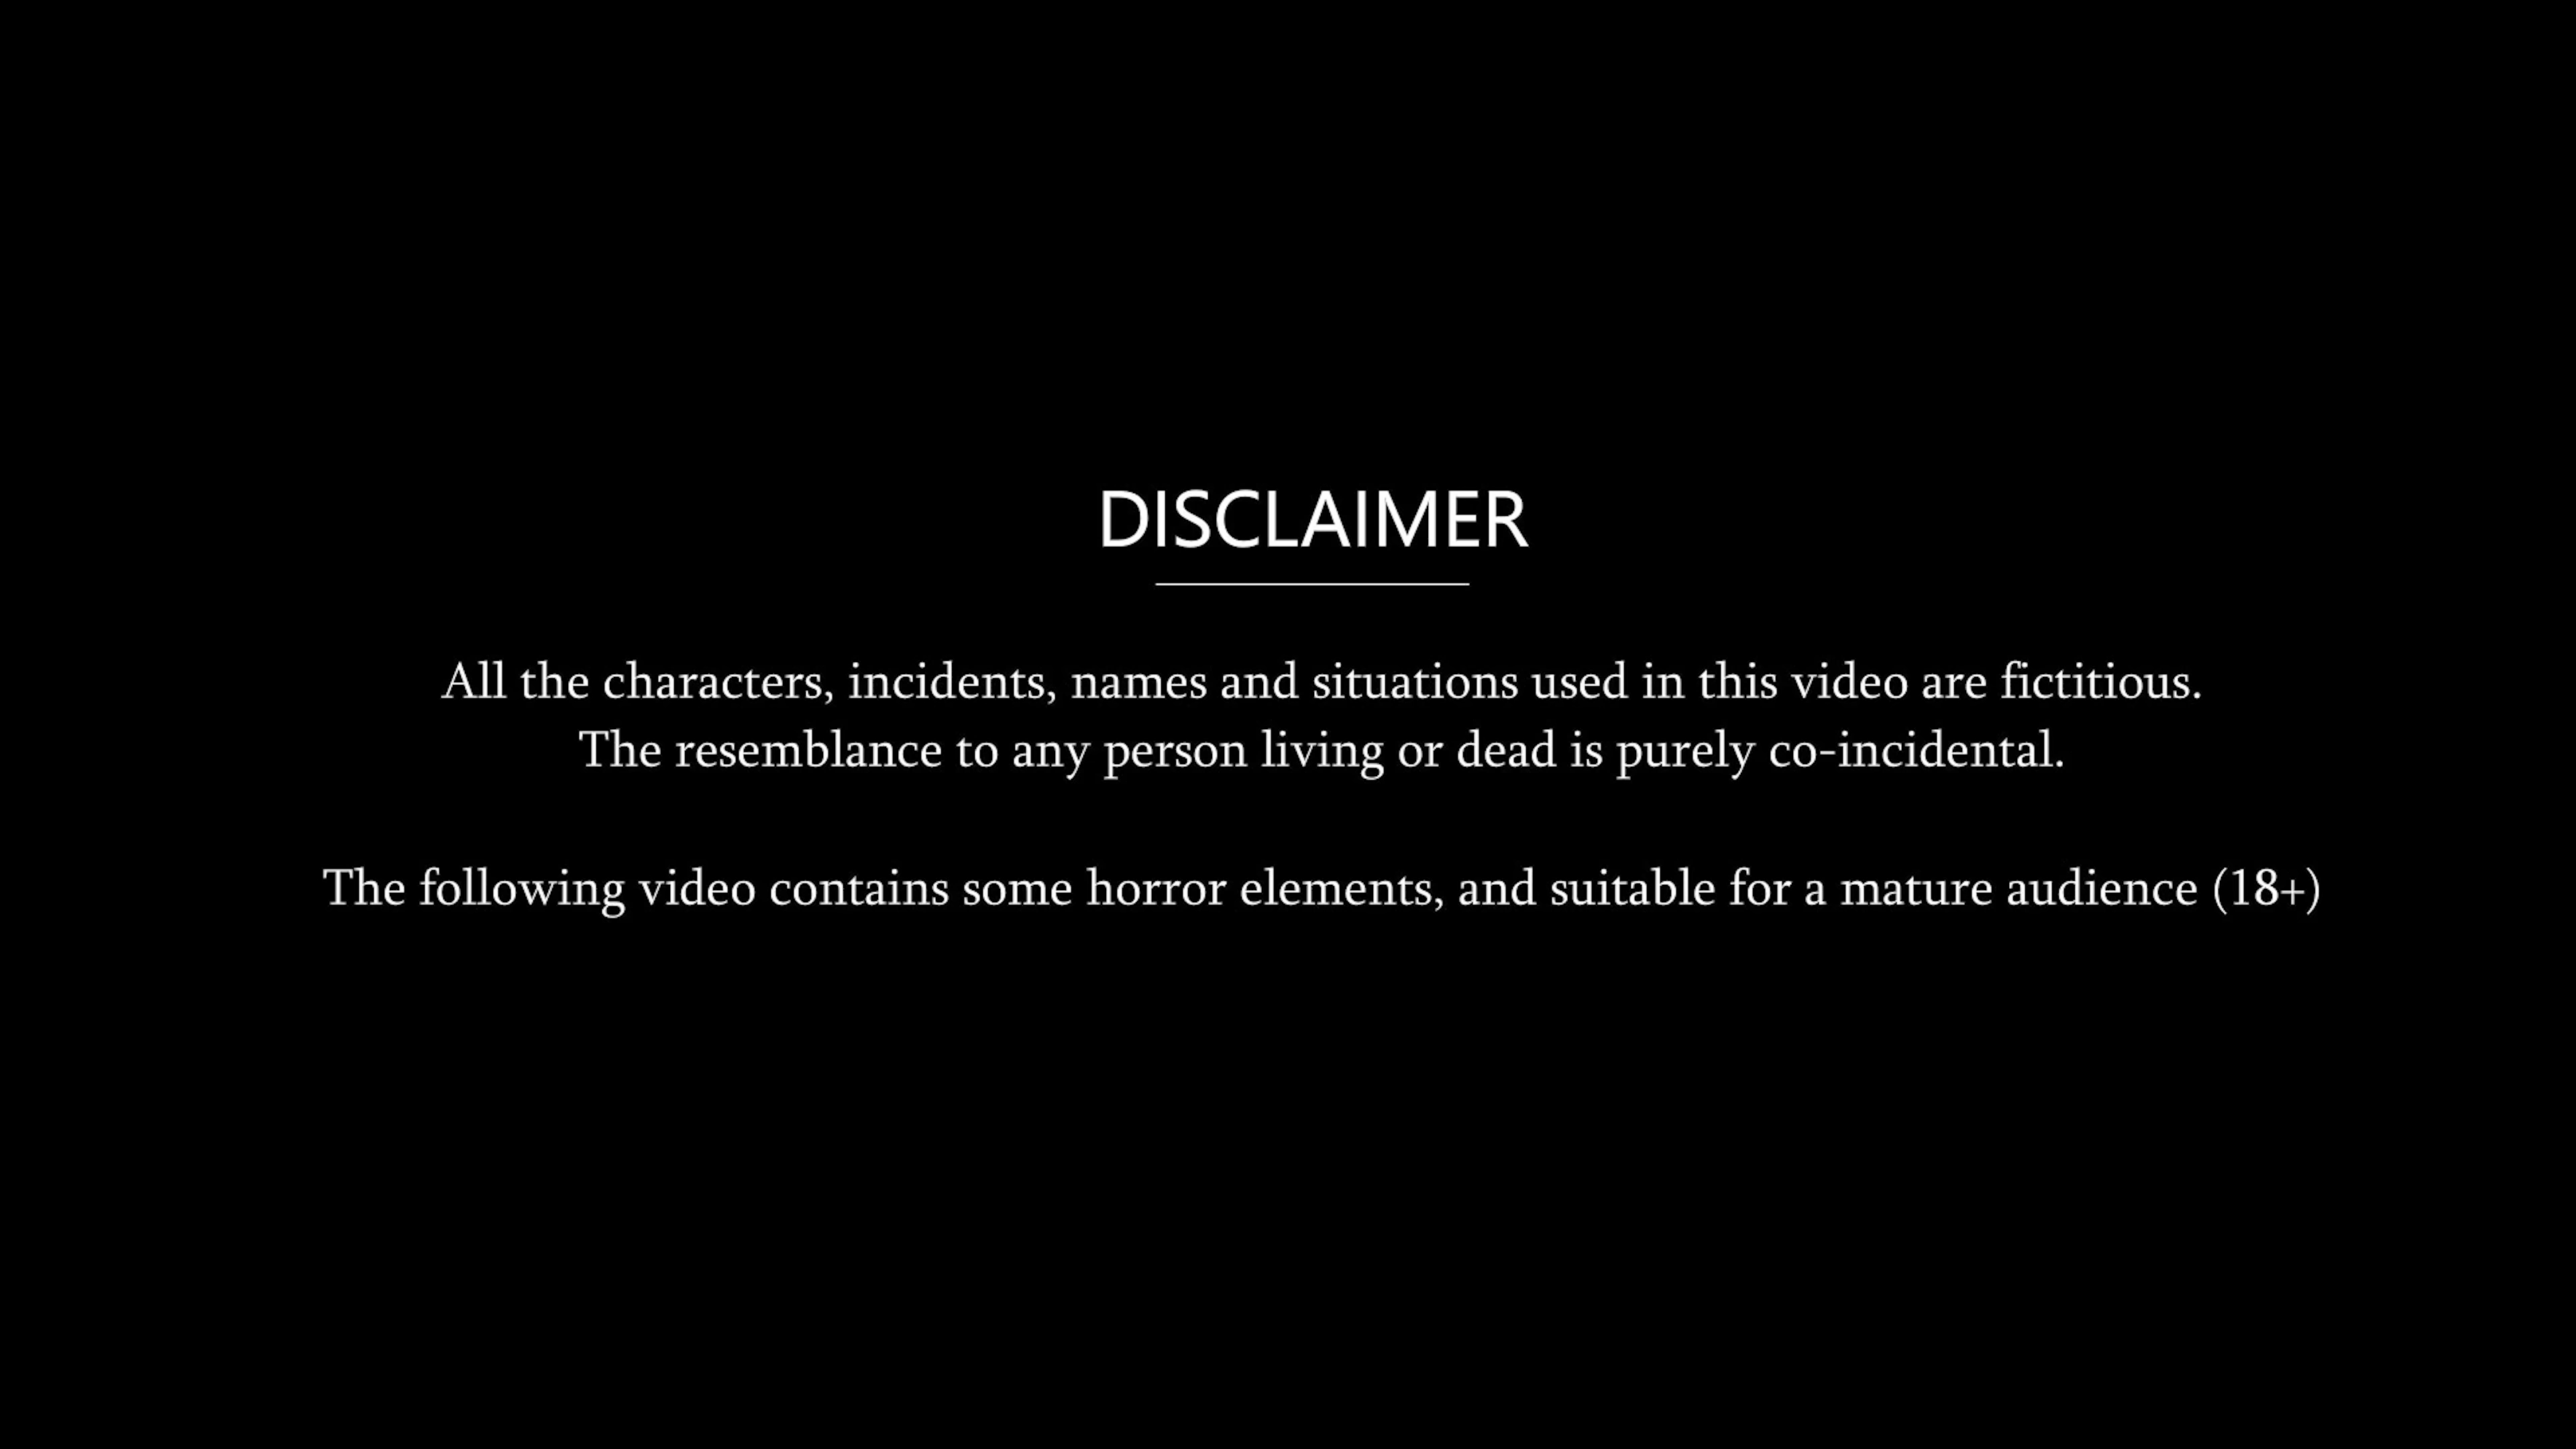 DISCLAIMER
All the characters, incidents, names and situations used in this video are fictitious.
The resemblance to any person living or dead is purely co-incidental.
The following video contains some horror elements, and suitable for a mature audience (18+)